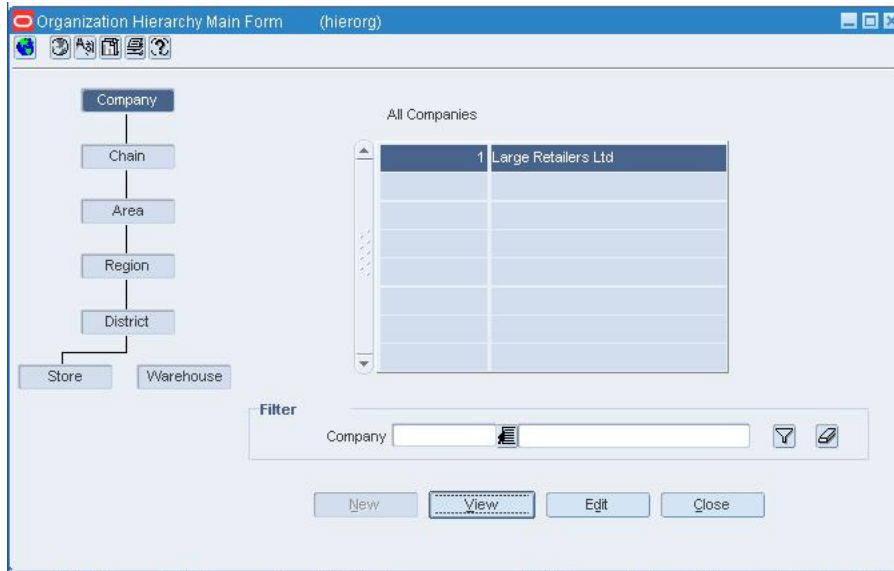 Organization Hierarchy Main Form (hierorg)
Company
All Companies
1 Large Retailers Ltd
Chain
Area
Region
District
Store Warehouse
Filter
Company
New View Edit Close